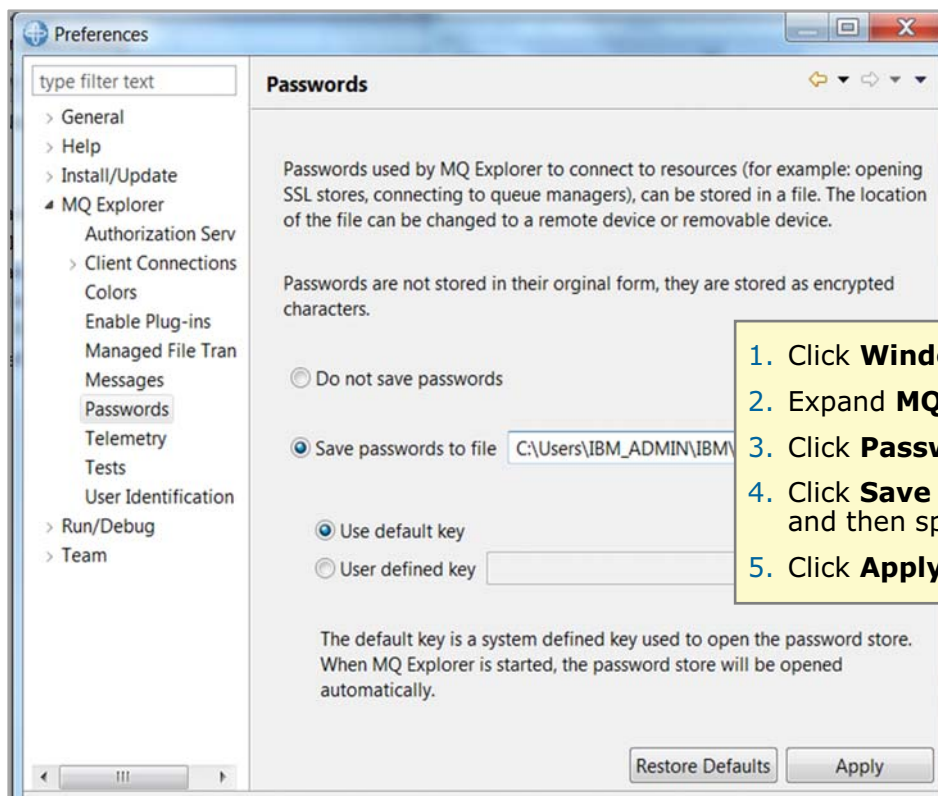 Preferences
type filter text
Passwords
General
Help
Install/Update
MQ Explorer
Authorization Serv
Client Connections
Colors
Enable Plug-ins
Managed File Tran
Messages
Passwords
Telemetry
Tests
User Identification
Run/Debug
Team
Passwords used by MQ Explorer to connect to resources (for example: opening
SSL stores, connecting to queue managers), can be stored in a file. The location
of the file can be changed to a remote device or removable device.
Passwords are not stored in their orginal form, they are stored as encrypted
characters.
Do not save passwords
Save passwords to file C:\Users\IBM_ADMIN\IBM\
Use default key
User defined key
The default key is a system defined key used to open the password store.
When MQ Explorer is started, the password store will be opened
automatically.
Restore Defaults Apply
1. Click Wind
2. Expand MQ
3. Click Passw
4. Click Save
and then sp
5. Click Apply